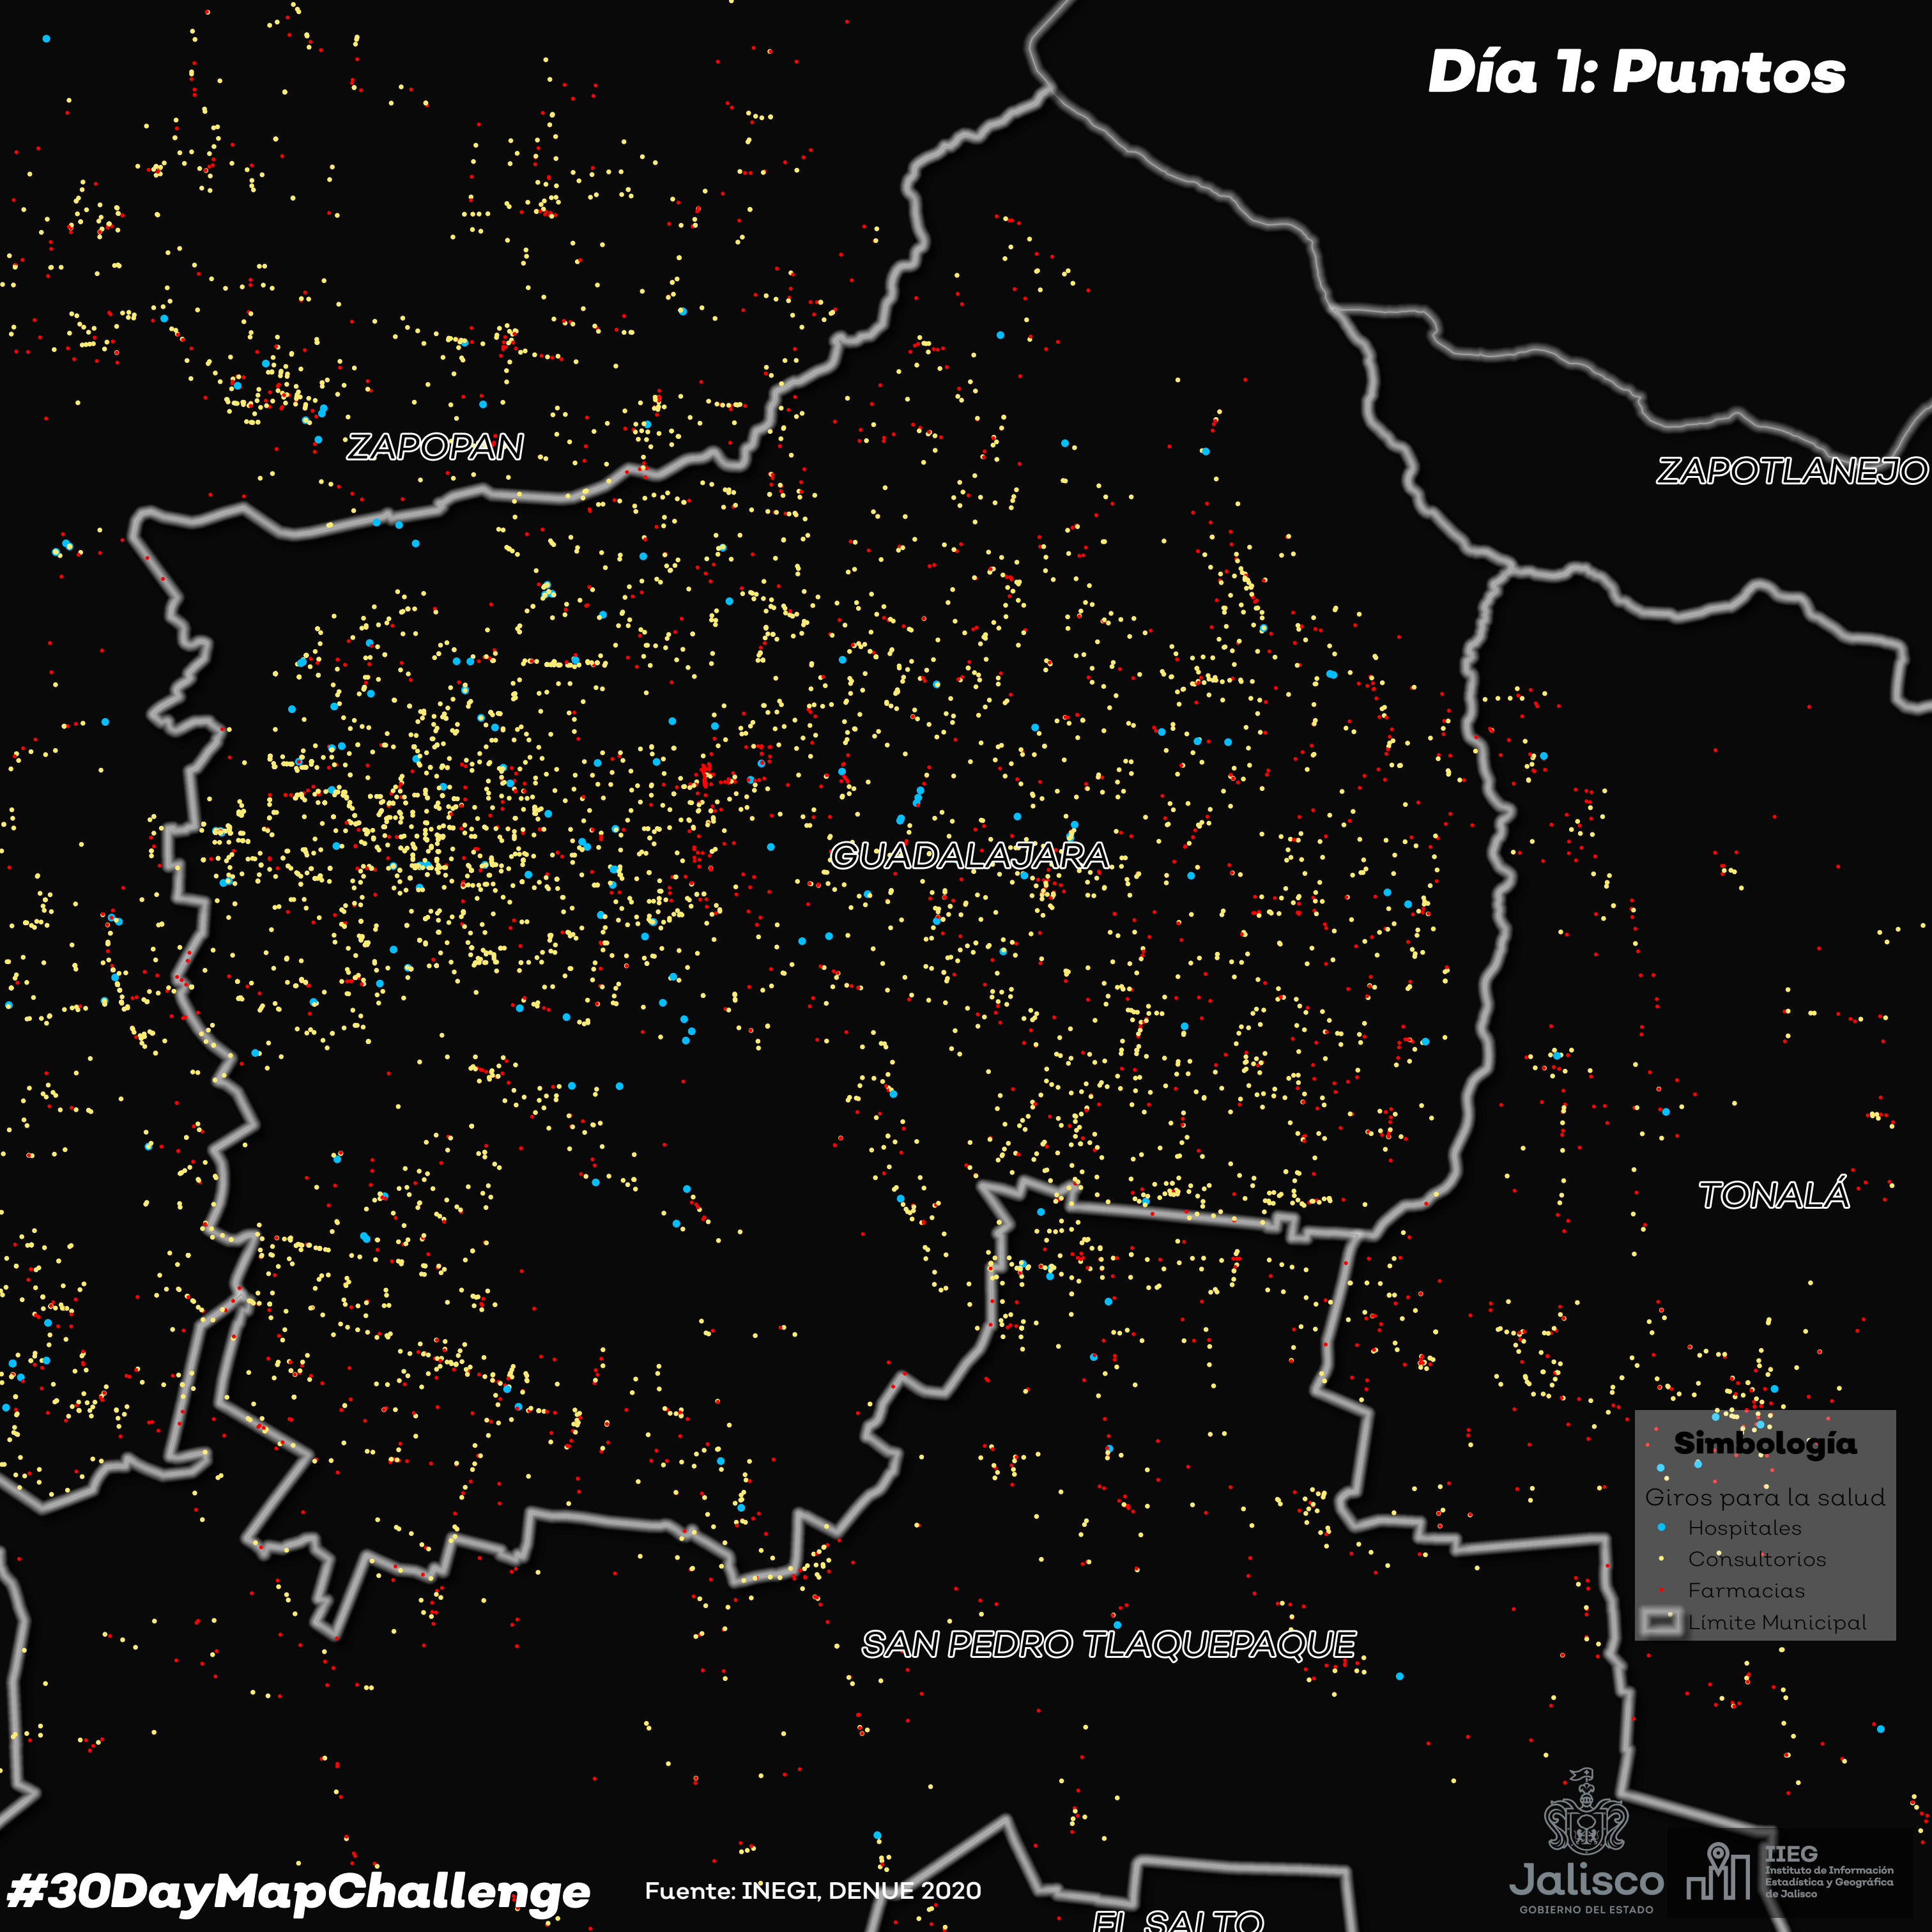 Día 1: Puntos
ZAPOPAN
ZAPOTLANEJO
GUADALAJARA
TONALÁ
Simbología
Giros para la salud
Hospitales
Consultorios
Farmacias
Límite Municipal
SAN PEDRO TLAQUEPAQUE
#30DayMapChallenge
Fuente: INEGI, DENUE 2020
EL SALTO
Jalisco
GOBIERNO DEL ESTADO
IIEG
Instituto de Información
Estadística y Geográfica
de Jalisco